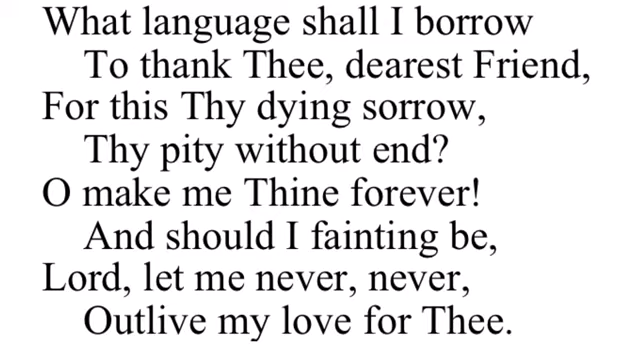 What language shall I borrow
To thank Thee, dearest Friend,
For this Thy dying sorrow,
Thy pity without end?
O make me Thine forever!
And should I fainting be,
Lord, let me never, never,
Outlive my love for Thee.